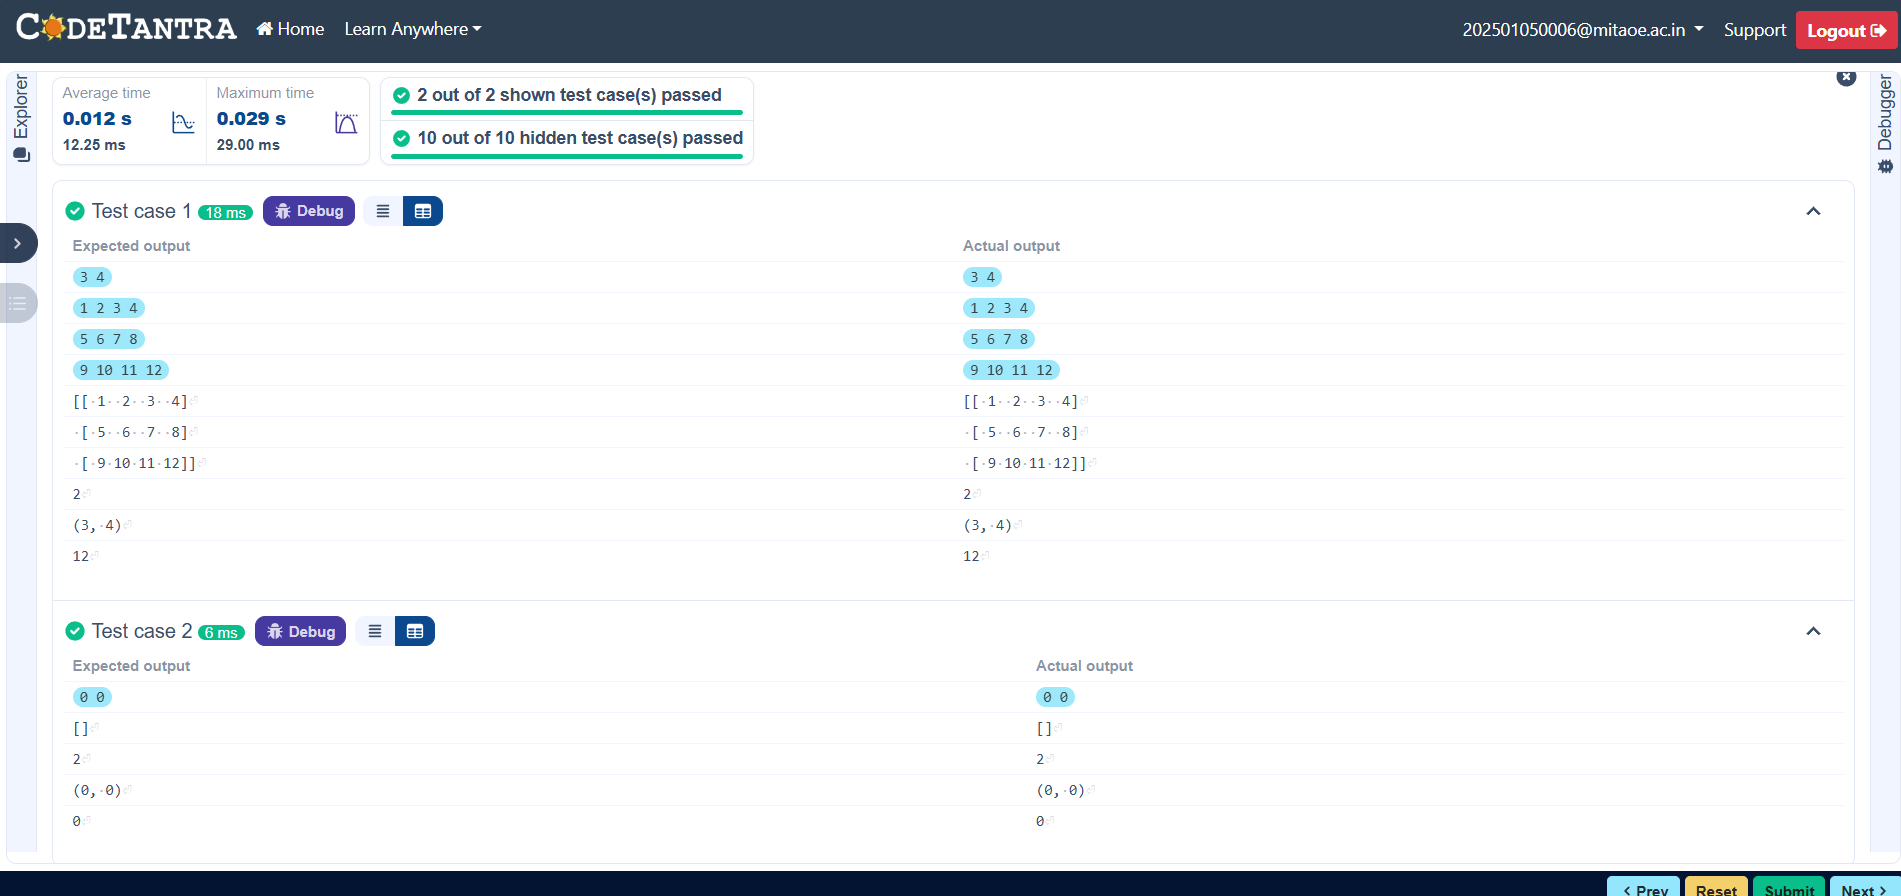 CODETANTRA Home Learn Anywhere 202501050006@mitaoe.ac.in Support Logout
Explorer
Debugger
Average time
0.012 s
12.25 ms
Maximum time
0.029 s
29.00 ms
2 out of 2 shown test case(s) passed
10 out of 10 hidden test case(s) passed
Test case 1 18 ms Debug
Expected output Actual output
3 4 3 4
1 2 3 4 1 2 3 4
5 6 7 8 5 6 7 8
9 10 11 12 9 10 11 12
[[·1··2··3··4] [[·1··2··3··4]
·[·5··6··7··8] ·[·5··6··7··8]
·[·9·10·11·12]] ·[·9·10·11·12]]
2 2
(3,·4) (3,·4)
12 12
Test case 2 6 ms Debug
Expected output Actual output
0 0 0 0
[] []
2 2
(0,·0) (0,·0)
0 0
Prev Reset Submit Next